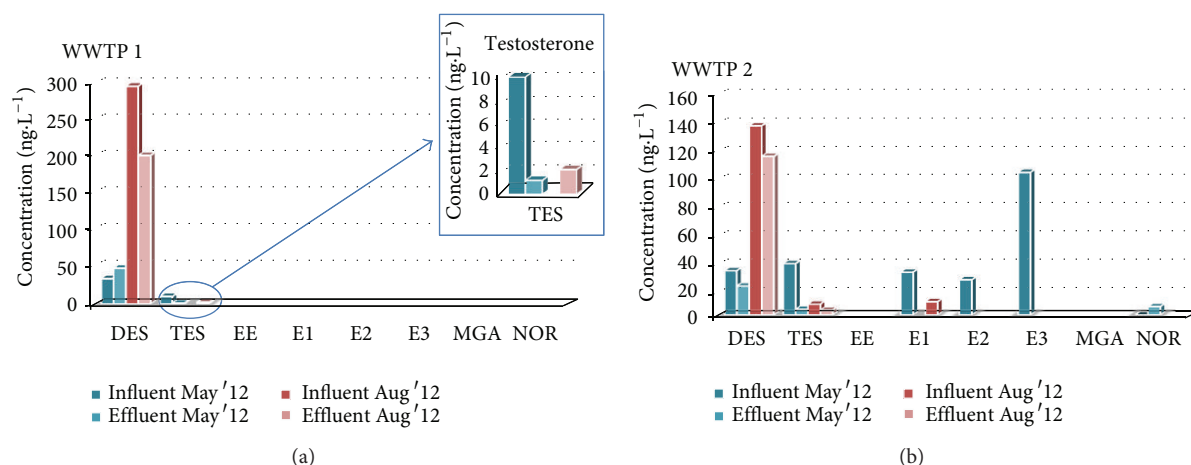 WWTP 1
Concentration (ng·L⁻¹)
300
250
200
150
100
50
0
DES TES EE E1 E2 E3 MGA NOR
Testosterone
Concentration (ng·L⁻¹)
10
8
6
4
2
0
TES
Influent May ′12 Influent Aug ′12
Effluent May ′12 Effluent Aug ′12
(a)
WWTP 2
Concentration (ng·L⁻¹)
160
140
120
100
80
60
40
20
0
DES TES EE E1 E2 E3 MGA NOR
Influent May ′12 Influent Aug ′12
Effluent May ′12 Effluent Aug ′12
(b)